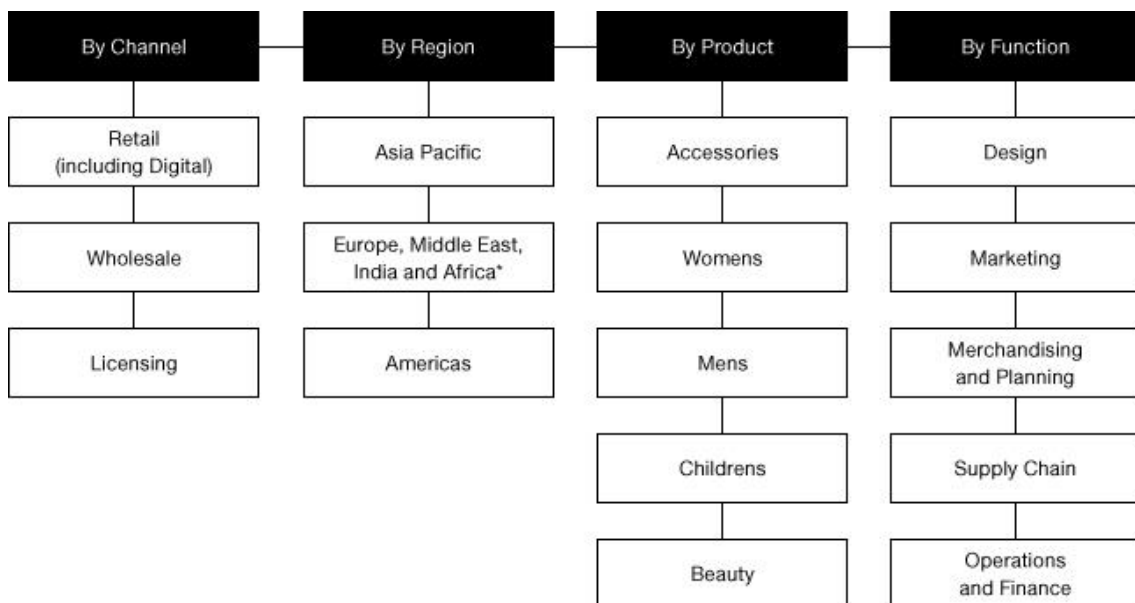 By Channel
By Region
By Product
By Function
Retail
(including Digital)
Asia Pacific
Accessories
Design
Wholesale
Europe, Middle East,
India and Africa*
Womens
Marketing
Licensing
Americas
Mens
Merchandising
and Planning
Childrens
Supply Chain
Beauty
Operations
and Finance